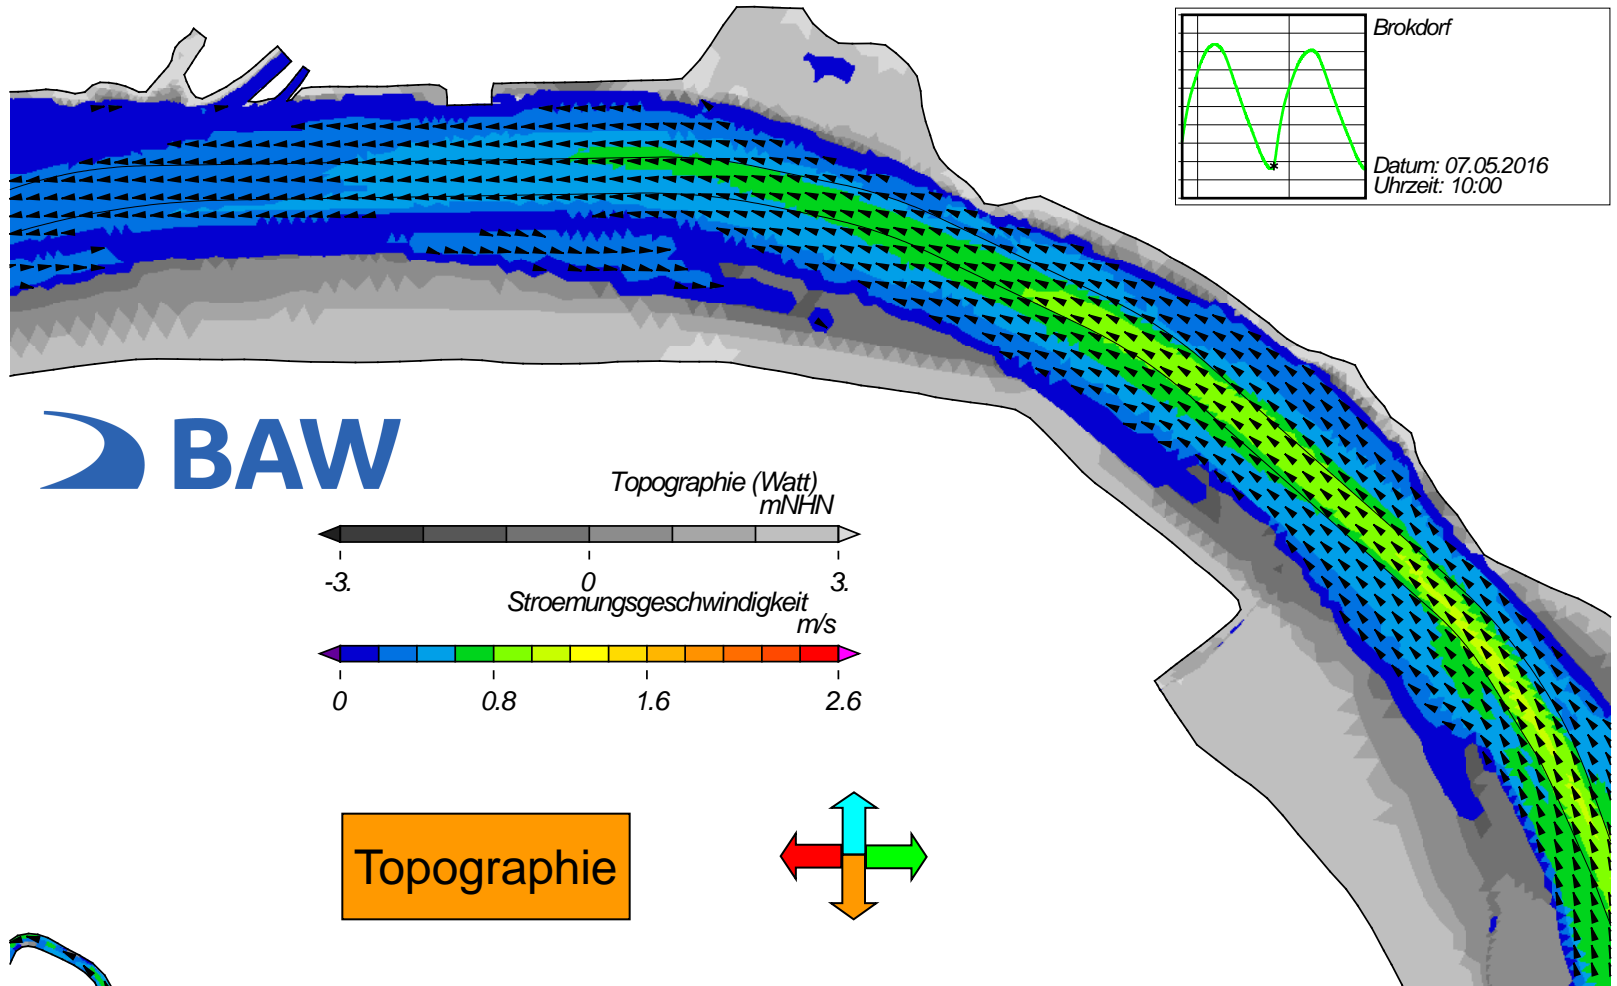 Brokdorf
Datum: 07.05.2016
Uhrzeit: 10:00
BAW
Topographie (Watt)
mNHN
-3. 0 3.
Stroemungsgeschwindigkeit
m/s
0 0.8 1.6 2.6
Topographie